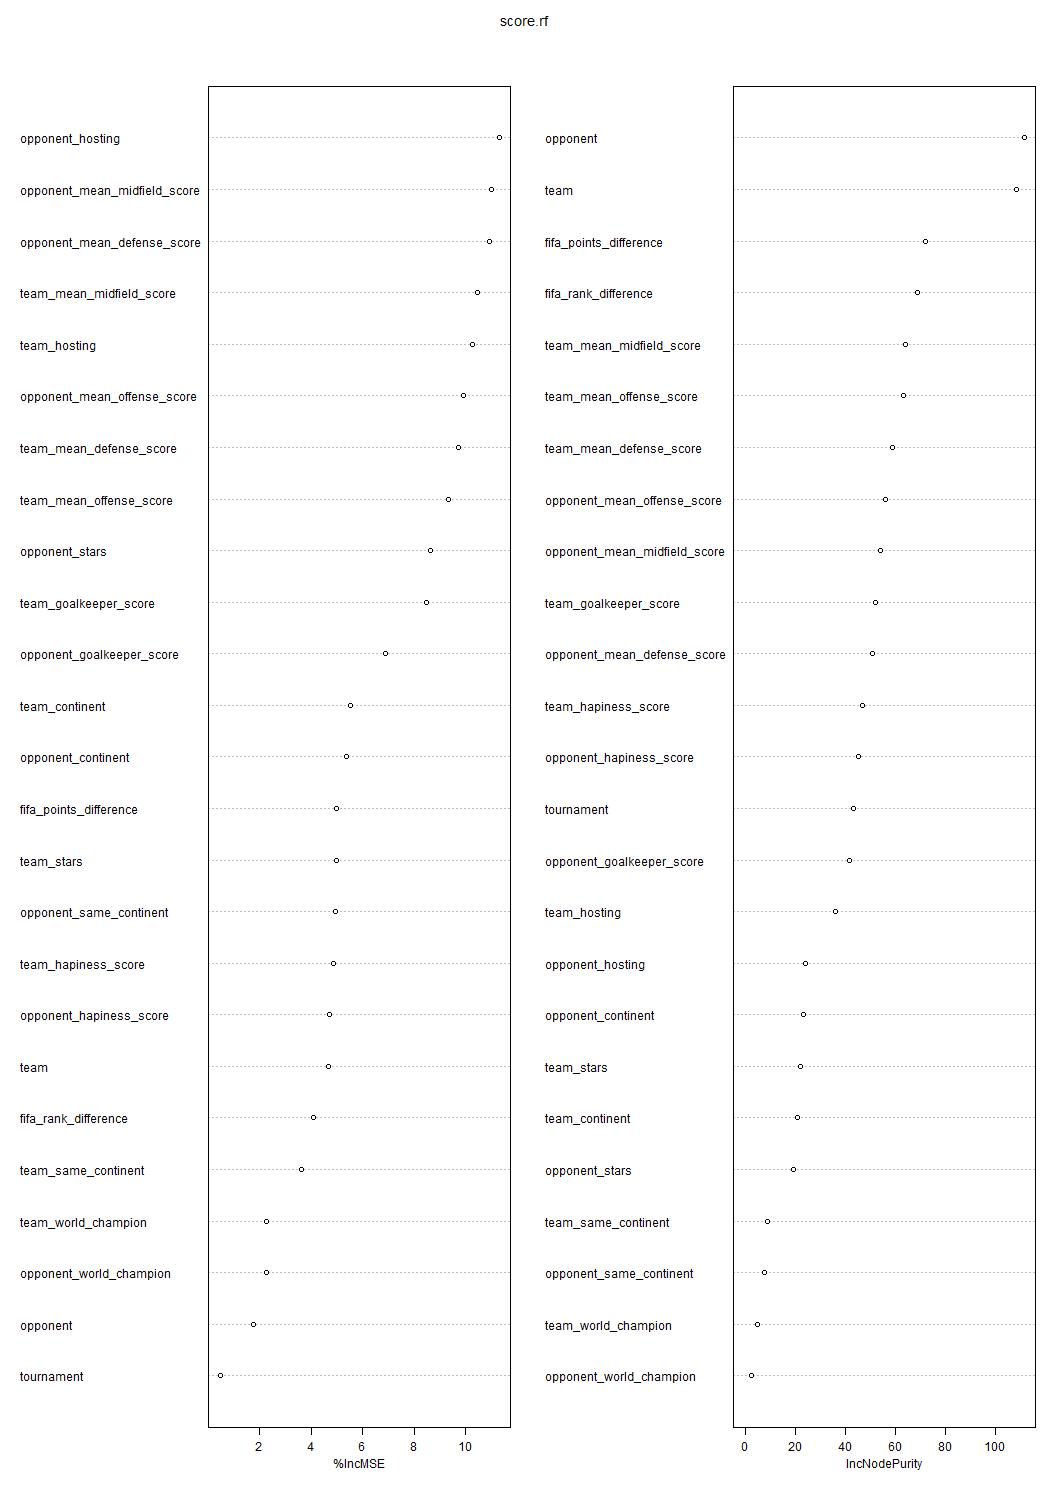 score.rf
opponent_hosting
opponent_mean_midfield_score
opponent_mean_defense_score
team_mean_midfield_score
team_hosting
opponent_mean_offense_score
team_mean_defense_score
team_mean_offense_score
opponent_stars
team_goalkeeper_score
opponent_goalkeeper_score
team_continent
opponent_continent
fifa_points_difference
team_stars
opponent_same_continent
team_hapiness_score
opponent_hapiness_score
team
fifa_rank_difference
team_same_continent
team_world_champion
opponent_world_champion
opponent
tournament
2 4 6 8 10
%IncMSE
opponent
team
fifa_points_difference
fifa_rank_difference
team_mean_midfield_score
team_mean_offense_score
team_mean_defense_score
opponent_mean_offense_score
opponent_mean_midfield_score
team_goalkeeper_score
opponent_mean_defense_score
team_hapiness_score
opponent_hapiness_score
tournament
opponent_goalkeeper_score
team_hosting
opponent_hosting
opponent_continent
team_stars
team_continent
opponent_stars
team_same_continent
opponent_same_continent
team_world_champion
opponent_world_champion
0 20 40 60 80 100
IncNodePurity